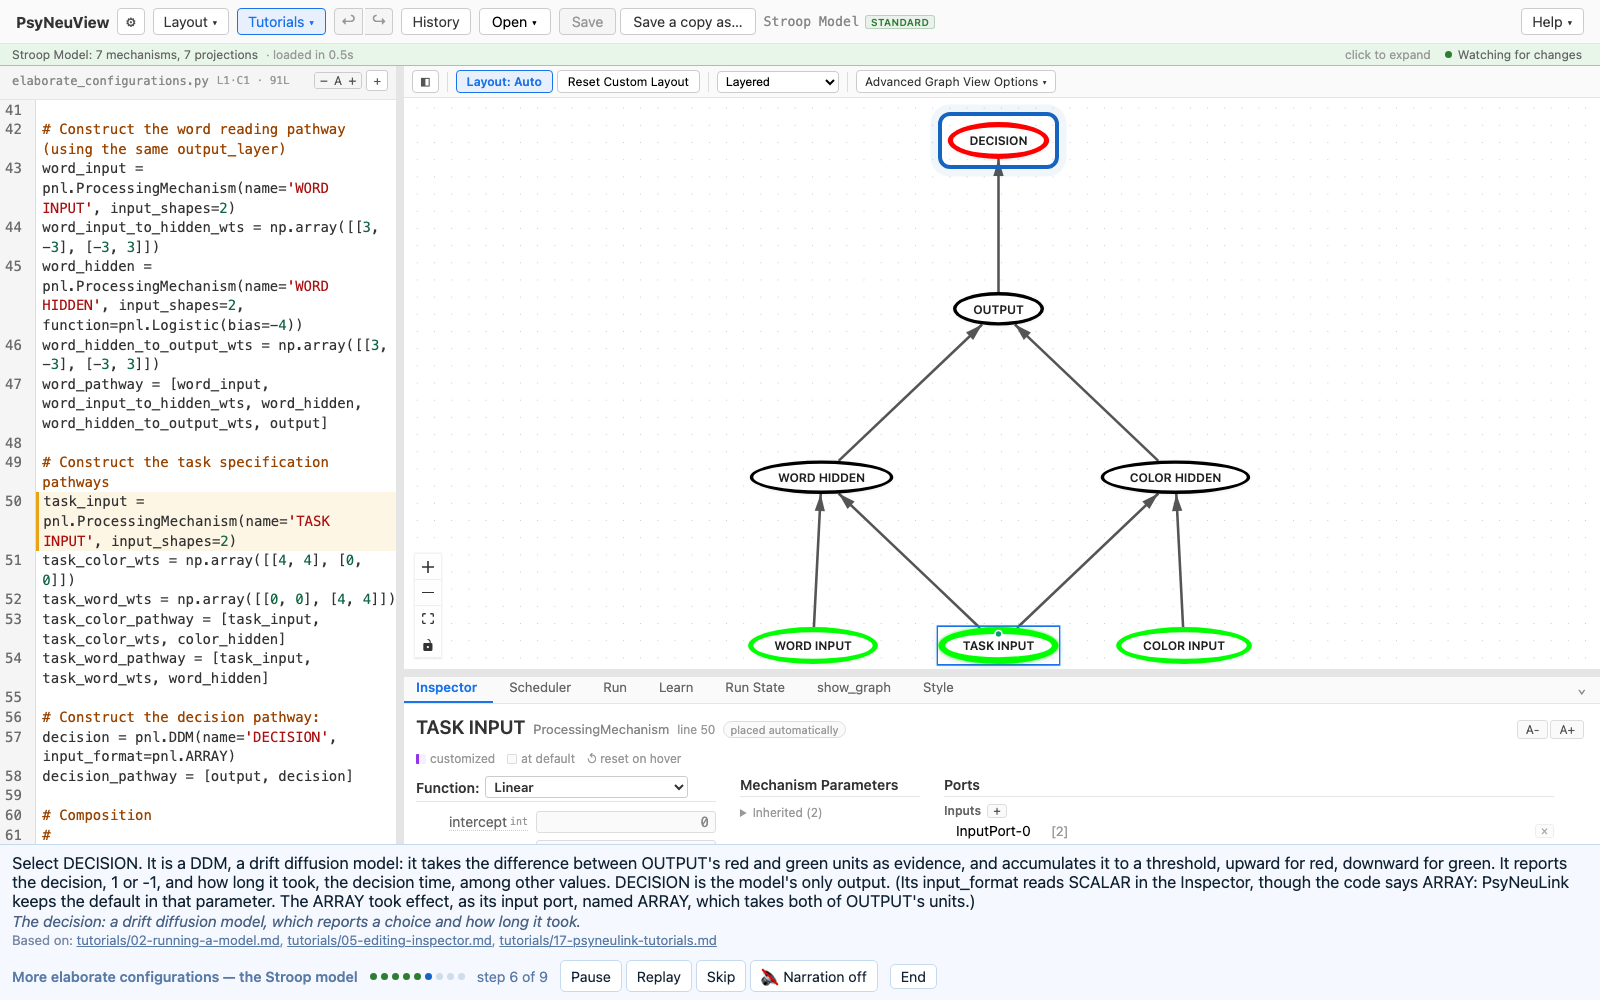 PsyNeuView ⚙ Layout ▾ Tutorials ▾ History Open ▾ Save Save a copy as... Stroop Model STANDARD Help ▾
Stroop Model: 7 mechanisms, 7 projections · loaded in 0.5s click to expand ● Watching for changes
elaborate_configurations.py L1:C1 · 91L − A + +
Layout: Auto Reset Custom Layout Layered Advanced Graph View Options ▾
41
42 # Construct the word reading pathway
(using the same output_layer)
43 word_input =
pnl.ProcessingMechanism(name='WORD
INPUT', input_shapes=2)
44 word_input_to_hidden_wts = np.array([[3,
-3], [-3, 3]])
45 word_hidden =
pnl.ProcessingMechanism(name='WORD
HIDDEN', input_shapes=2,
function=pnl.Logistic(bias=-4))
46 word_hidden_to_output_wts = np.array([[3,
-3], [-3, 3]])
47 word_pathway = [word_input,
word_input_to_hidden_wts, word_hidden,
word_hidden_to_output_wts, output]
48
49 # Construct the task specification
pathways
50 task_input =
pnl.ProcessingMechanism(name='TASK
INPUT', input_shapes=2)
51 task_color_wts = np.array([[4, 4], [0,
0]])
52 task_word_wts = np.array([[0, 0], [4, 4]])
53 task_color_pathway = [task_input,
task_color_wts, color_hidden]
54 task_word_pathway = [task_input,
task_word_wts, word_hidden]
55
56 # Construct the decision pathway:
57 decision = pnl.DDM(name='DECISION',
input_format=pnl.ARRAY)
58 decision_pathway = [output, decision]
59
60 # Composition
61 #
DECISION
OUTPUT
WORD HIDDEN COLOR HIDDEN
WORD INPUT TASK INPUT COLOR INPUT
Inspector Scheduler Run Learn Run State show_graph Style
TASK INPUT ProcessingMechanism line 50 placed automatically A- A+
customized at default ↺ reset on hover
Function: Linear
intercept int 0
Mechanism Parameters
▶ Inherited (2)
Ports
Inputs +
InputPort-0 [2] x
Select DECISION. It is a DDM, a drift diffusion model: it takes the difference between OUTPUT's red and green units as evidence, and accumulates it to a threshold, upward for red, downward for green. It reports
the decision, 1 or -1, and how long it took, the decision time, among other values. DECISION is the model's only output. (Its input_format reads SCALAR in the Inspector, though the code says ARRAY: PsyNeuLink
keeps the default in that parameter. The ARRAY took effect, as its input port, named ARRAY, which takes both of OUTPUT's units.)
The decision: a drift diffusion model, which reports a choice and how long it took.
Based on: tutorials/02-running-a-model.md, tutorials/05-editing-inspector.md, tutorials/17-psyneulink-tutorials.md
More elaborate configurations — the Stroop model step 6 of 9 Pause Replay Skip Narration off End